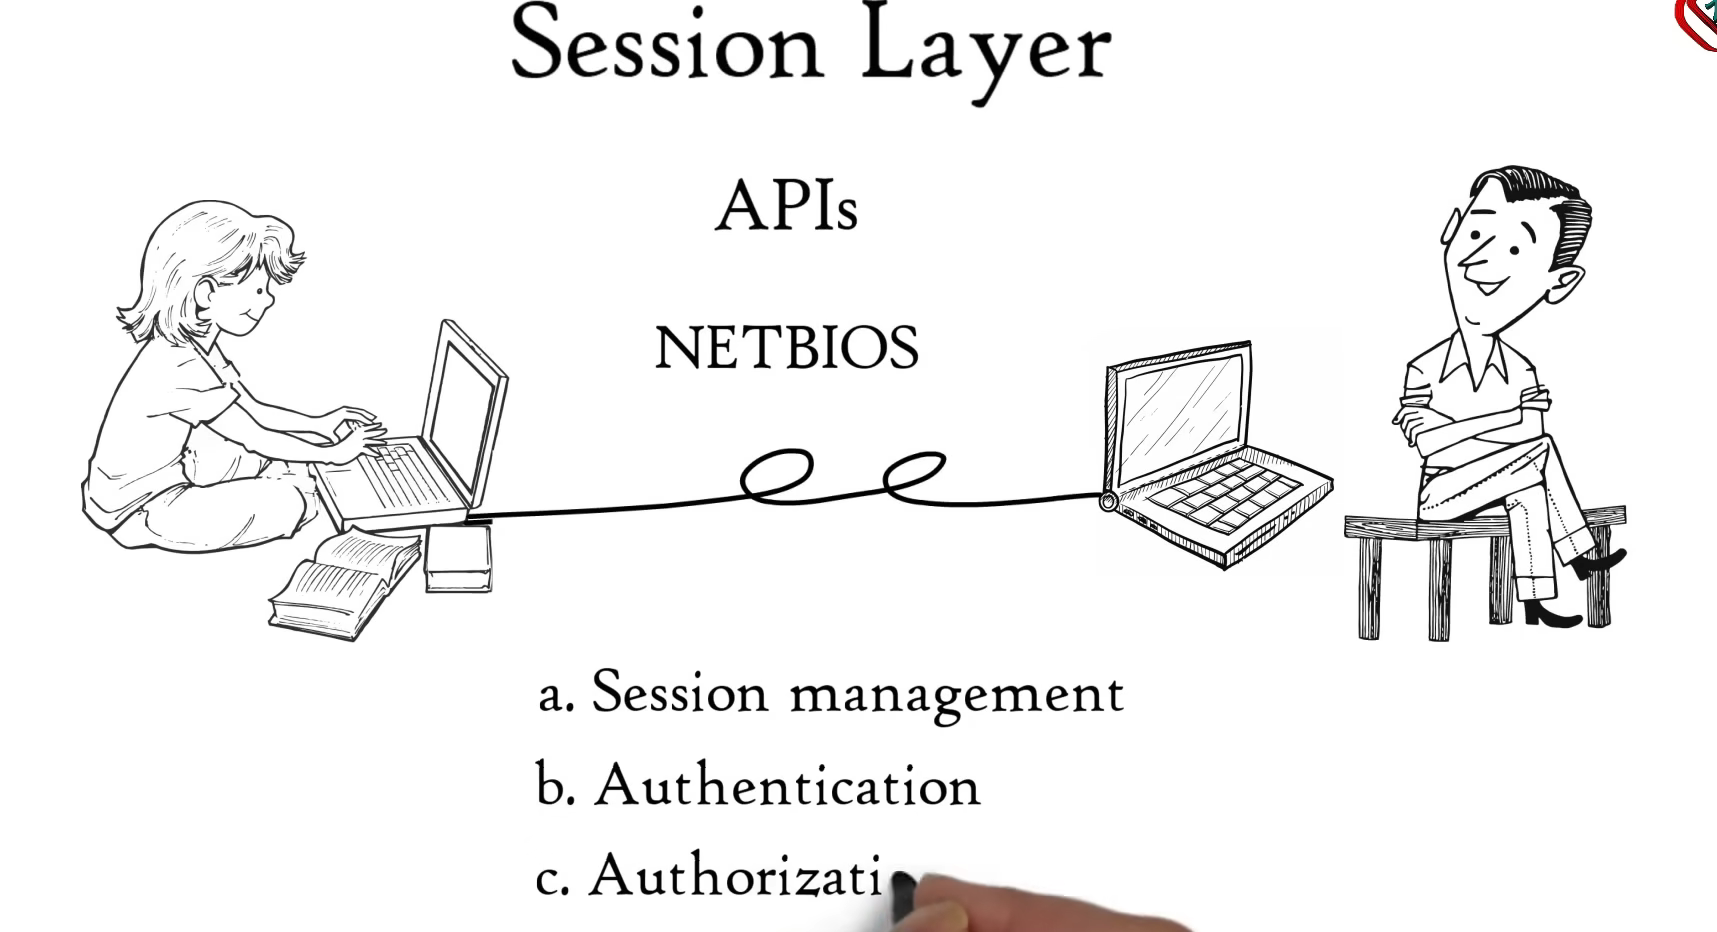 Session Layer
APIs
NETBIOS
a. Session management
b. Authentication
c. Authorizati